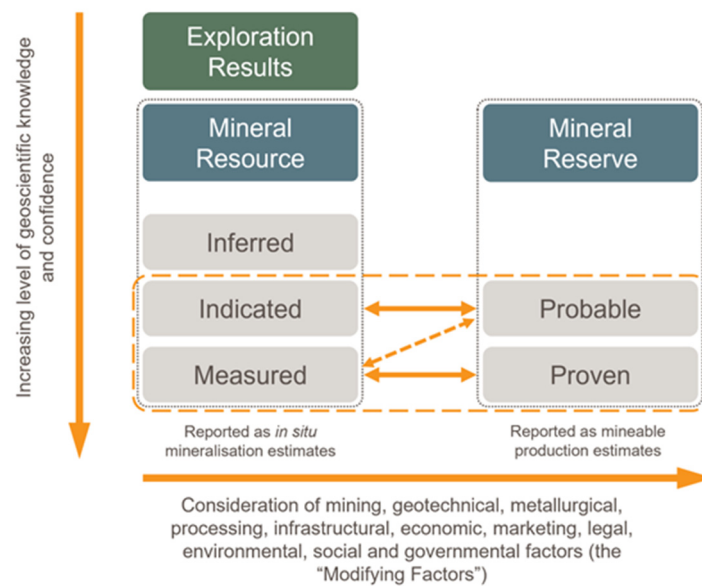 Increasing level of geoscientific knowledge
and confidence
Exploration
Results
Mineral
Resource
Mineral
Reserve
Inferred
Indicated
Probable
Measured
Proven
Reported as in situ
mineralisation estimates
Reported as mineable
production estimates
Consideration of mining, geotechnical, metallurgical,
processing, infrastructural, economic, marketing, legal,
environmental, social and governmental factors (the
“Modifying Factors”)